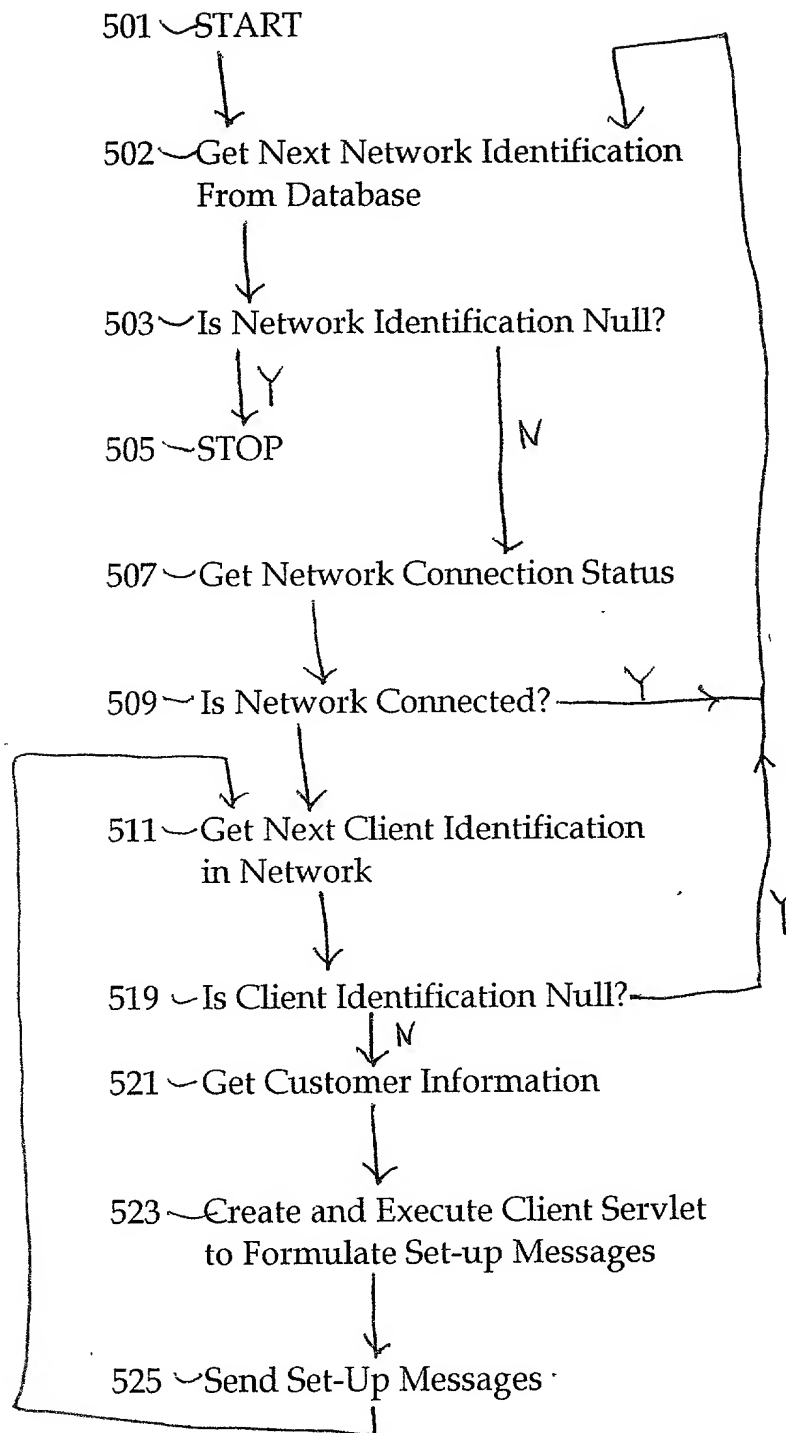 501 START
502 Get Next Network Identification
From Database
503 Is Network Identification Null?
Y
505 STOP
N
507 Get Network Connection Status
509 Is Network Connected?
Y
511 Get Next Client Identification
in Network
Y
519 Is Client Identification Null?
N
521 Get Customer Information
523 Create and Execute Client Servlet
to Formulate Set-up Messages
525 Send Set-Up Messages